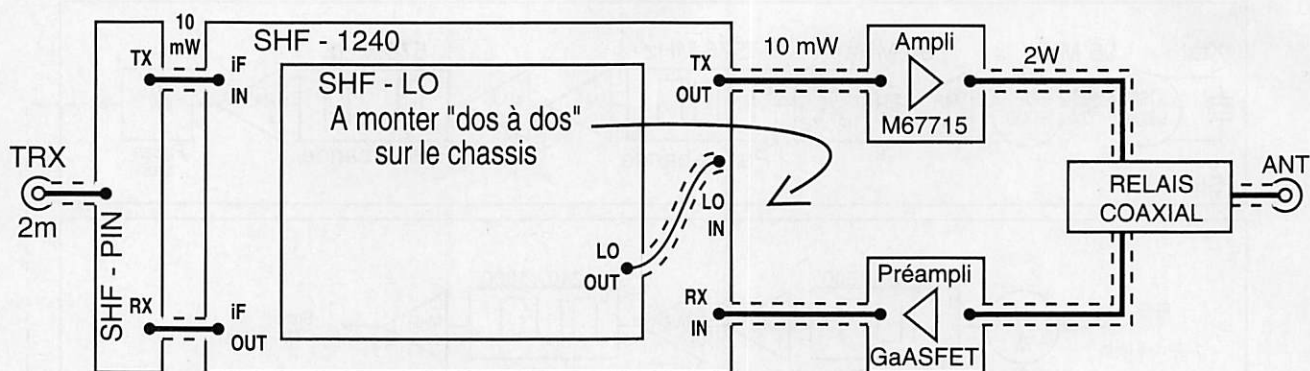 10
mW
TX
iF
IN
SHF - 1240
SHF - LO
A monter "dos à dos"
sur le chassis
TX
OUT
10 mW
Ampli
M67715
2W
TRX
2m
SHF - PIN
LO
IN
LO
OUT
RELAIS
COAXIAL
ANT
RX
iF
OUT
RX
IN
Préampli
GaASFET